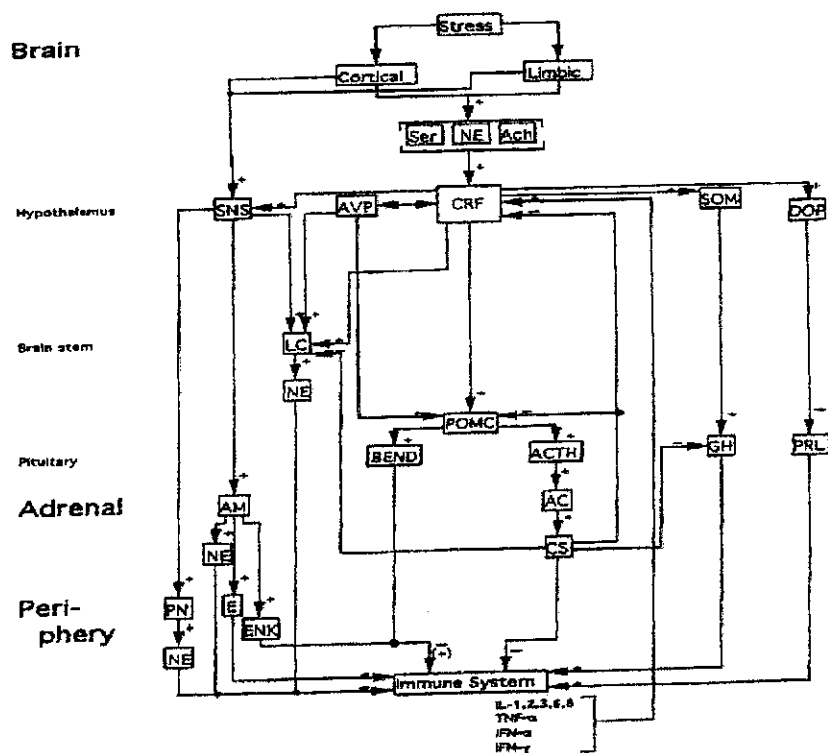 Stress
Brain
Cortical
Limbic
+
Ser NE Ach
+
+
+
Hypothalamus
SNS
AVP
CRF
SOM
DOP
+
+
Brain stem
LC
+
NE
POMC
+
BEND
+
ACTH
GH
PRL
Pituitary
+
+
AC
Adrenal
AM
CS
NE
+
+
+
Peri-
phery
PN
E
ENK
+
NE
(+)
Immune System
IL-1,2,3,6,8
TNF-α
IFN-α
IFN-γ